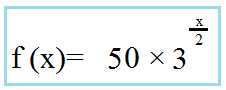 f (x)= 50 × 3^(x/2)